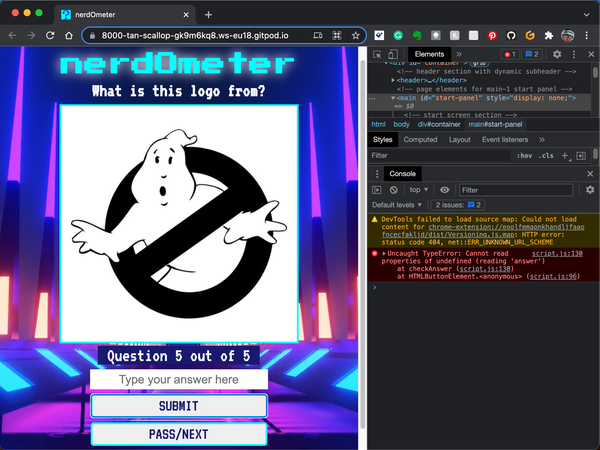 nerdOmeter
8000-tan-scallop-gk9m6kq8.ws-eu18.gitpod.io
nerdOmeter
What is this logo from?
Question 5 out of 5
Type your answer here
SUBMIT
PASS/NEXT
Elements
1
2
<div id="container"> grid
<!-- header section with dynamic subheader -->
<header>…</header>
<!-- page elements for main-1 start panel -->
<main id="start-panel" style="display: none;">
== $0
<!-- start screen section -->
html body div#container main#start-panel
Styles Computed Layout Event listeners
Filter :hov .cls
Console
top Filter
Default levels 2 issues: 2
DevTools failed to load source map: Could not load
content for chrome-extension://eoolfmmapnkhandljfaao
fncecfakljd/dist/Versioning.js.map: HTTP error:
status code 404, net::ERR_UNKNOWN_URL_SCHEME
Uncaught TypeError: Cannot read script.js:130
properties of undefined (reading 'answer')
at checkAnswer (script.js:130)
at HTMLButtonElement.<anonymous> (script.js:96)